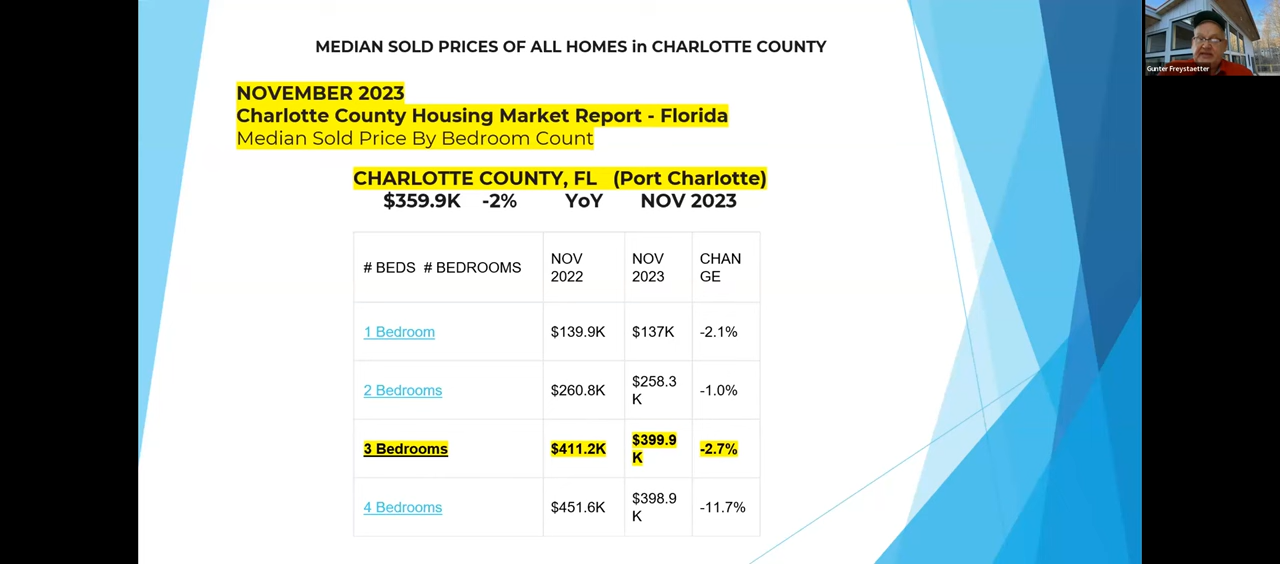 MEDIAN SOLD PRICES OF ALL HOMES in CHARLOTTE COUNTY
Gunter Freystaetter
NOVEMBER 2023
Charlotte County Housing Market Report - Florida
Median Sold Price By Bedroom Count
CHARLOTTE COUNTY, FL (Port Charlotte)
$359.9K -2% YoY NOV 2023
# BEDS # BEDROOMS
NOV
2022
NOV
2023
CHAN
GE
1 Bedroom
$139.9K
$137K
-2.1%
2 Bedrooms
$260.8K
$258.3
K
-1.0%
3 Bedrooms
$411.2K
$399.9
K
-2.7%
4 Bedrooms
$451.6K
$398.9
K
-11.7%